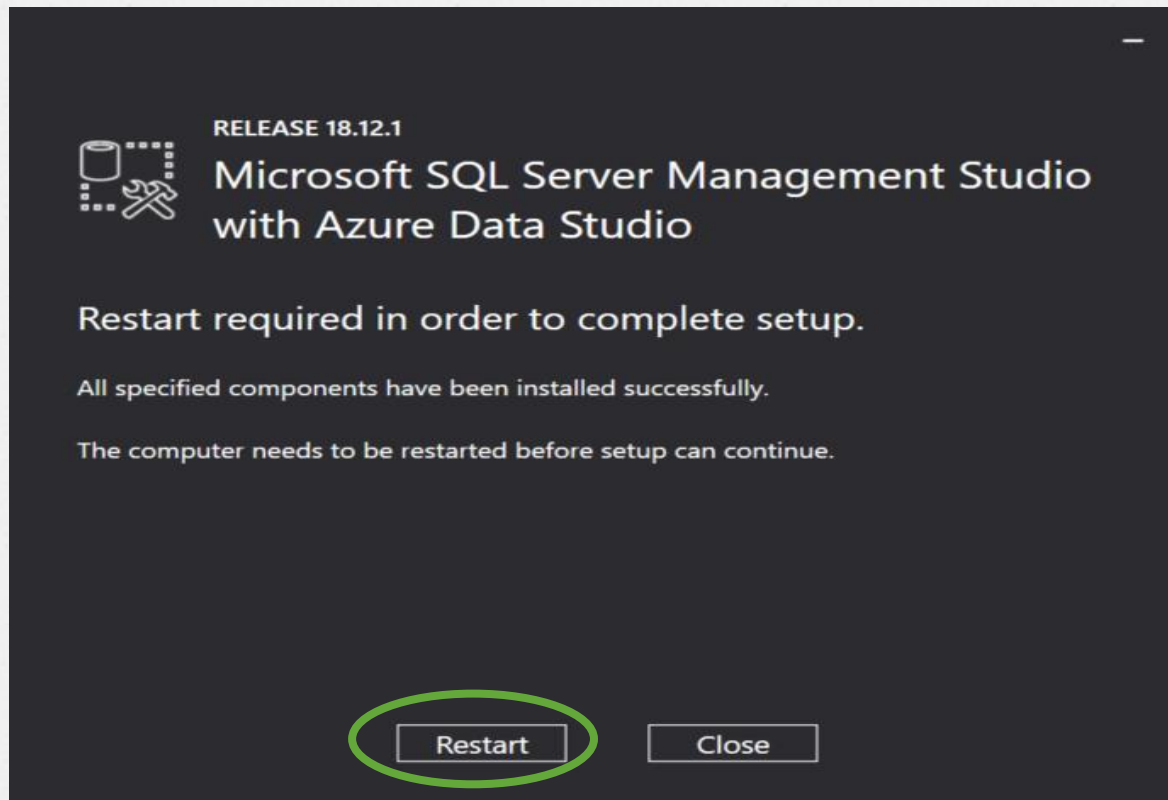 RELEASE 18.12.1
Microsoft SQL Server Management Studio
with Azure Data Studio
Restart required in order to complete setup.
All specified components have been installed successfully.
The computer needs to be restarted before setup can continue.
Restart
Close